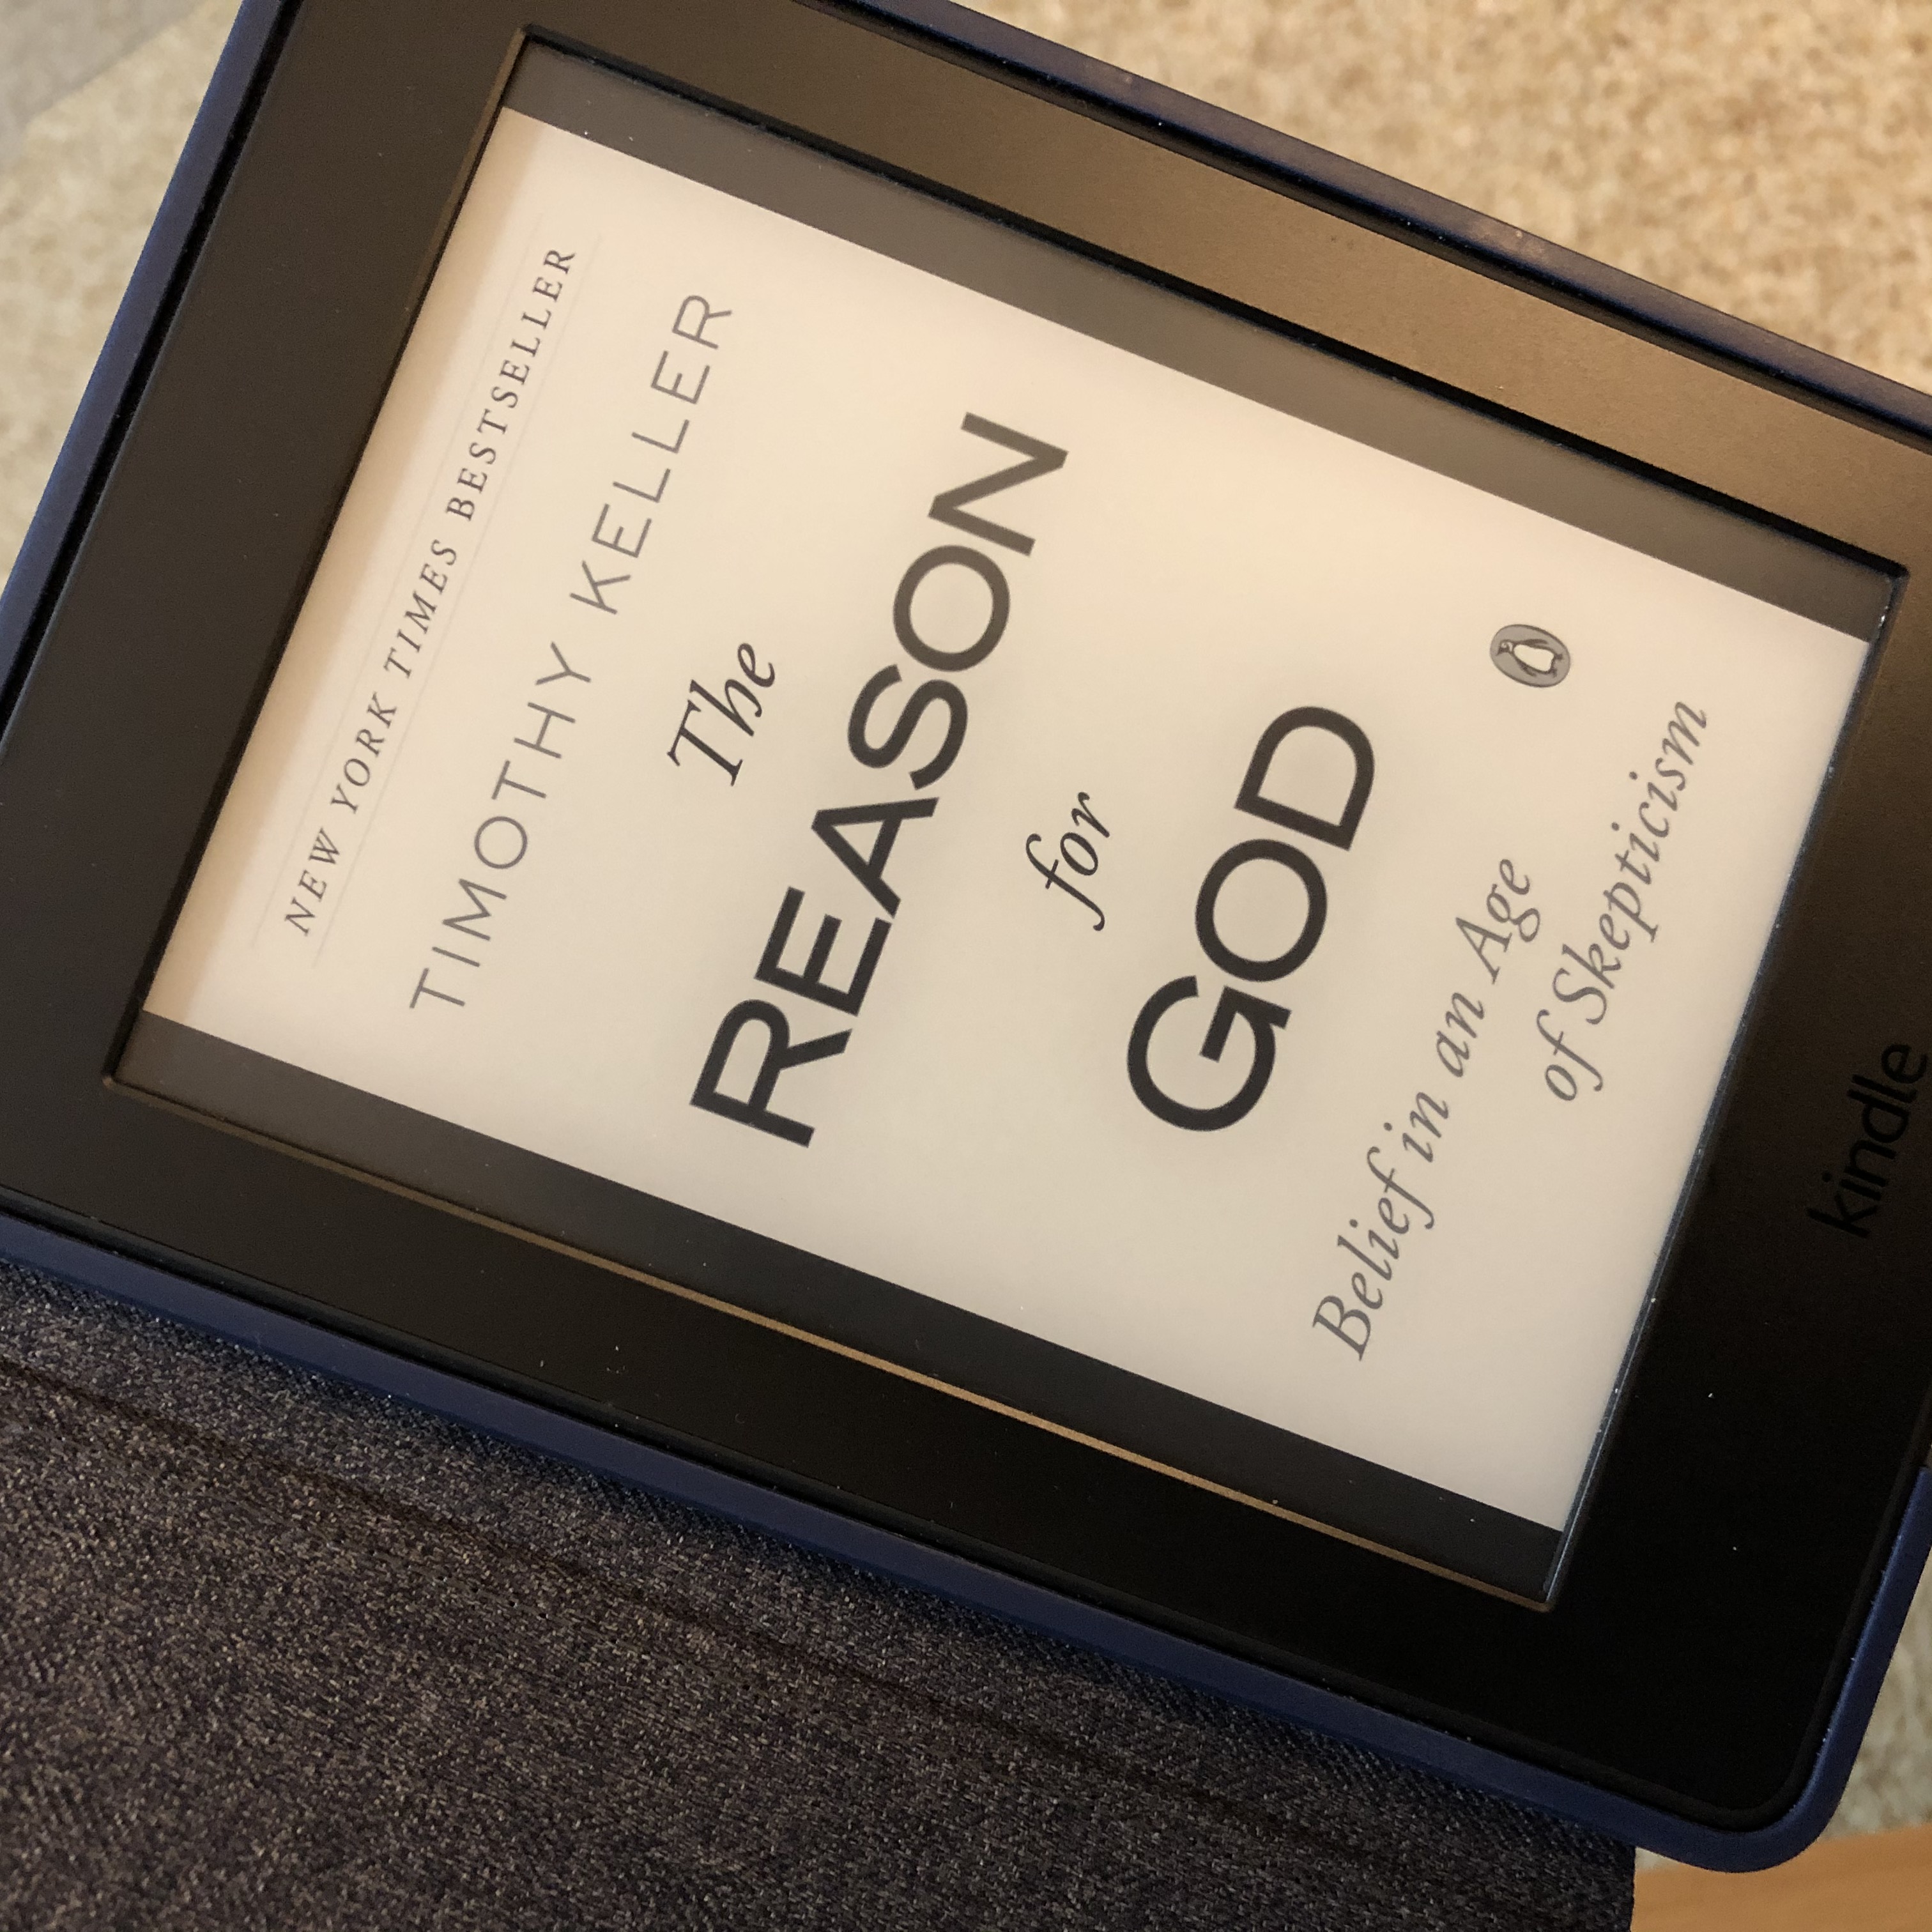 NEW YORK TIMES BESTSELLER
TIMOTHY KELLER
The
REASON
for
GOD
Belief in an Age
of Skepticism
kindle